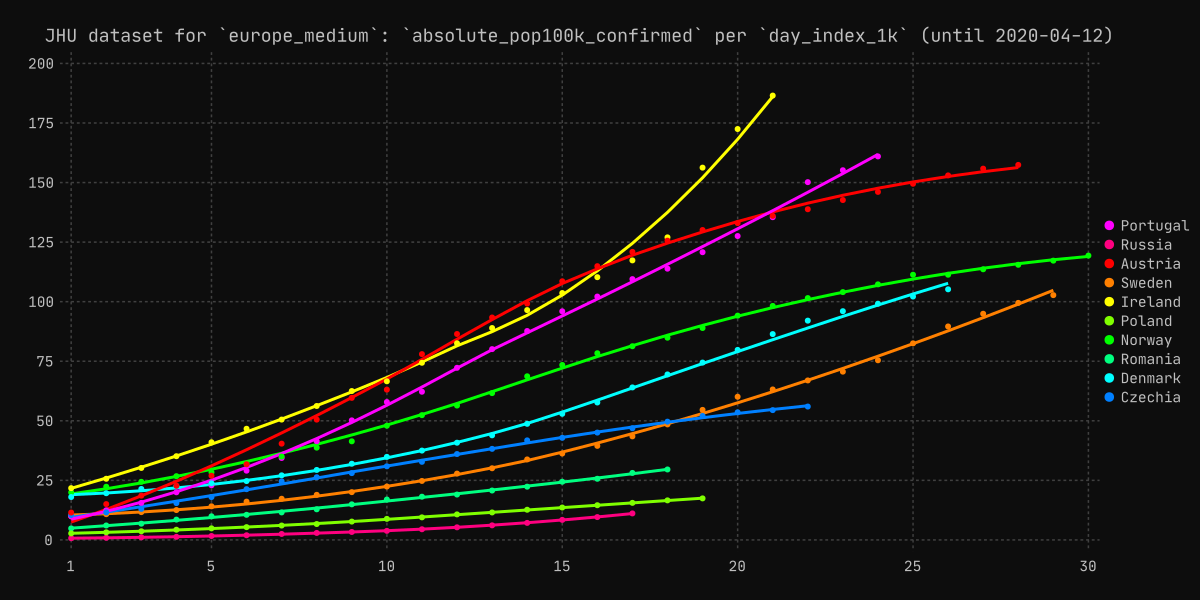 JHU dataset for `europe_medium`: `absolute_pop100k_confirmed` per `day_index_1k` (until 2020-04-12)
200
175
150
125
100
75
50
25
0
1 5 10 15 20 25 30
Portugal
Russia
Austria
Sweden
Ireland
Poland
Norway
Romania
Denmark
Czechia